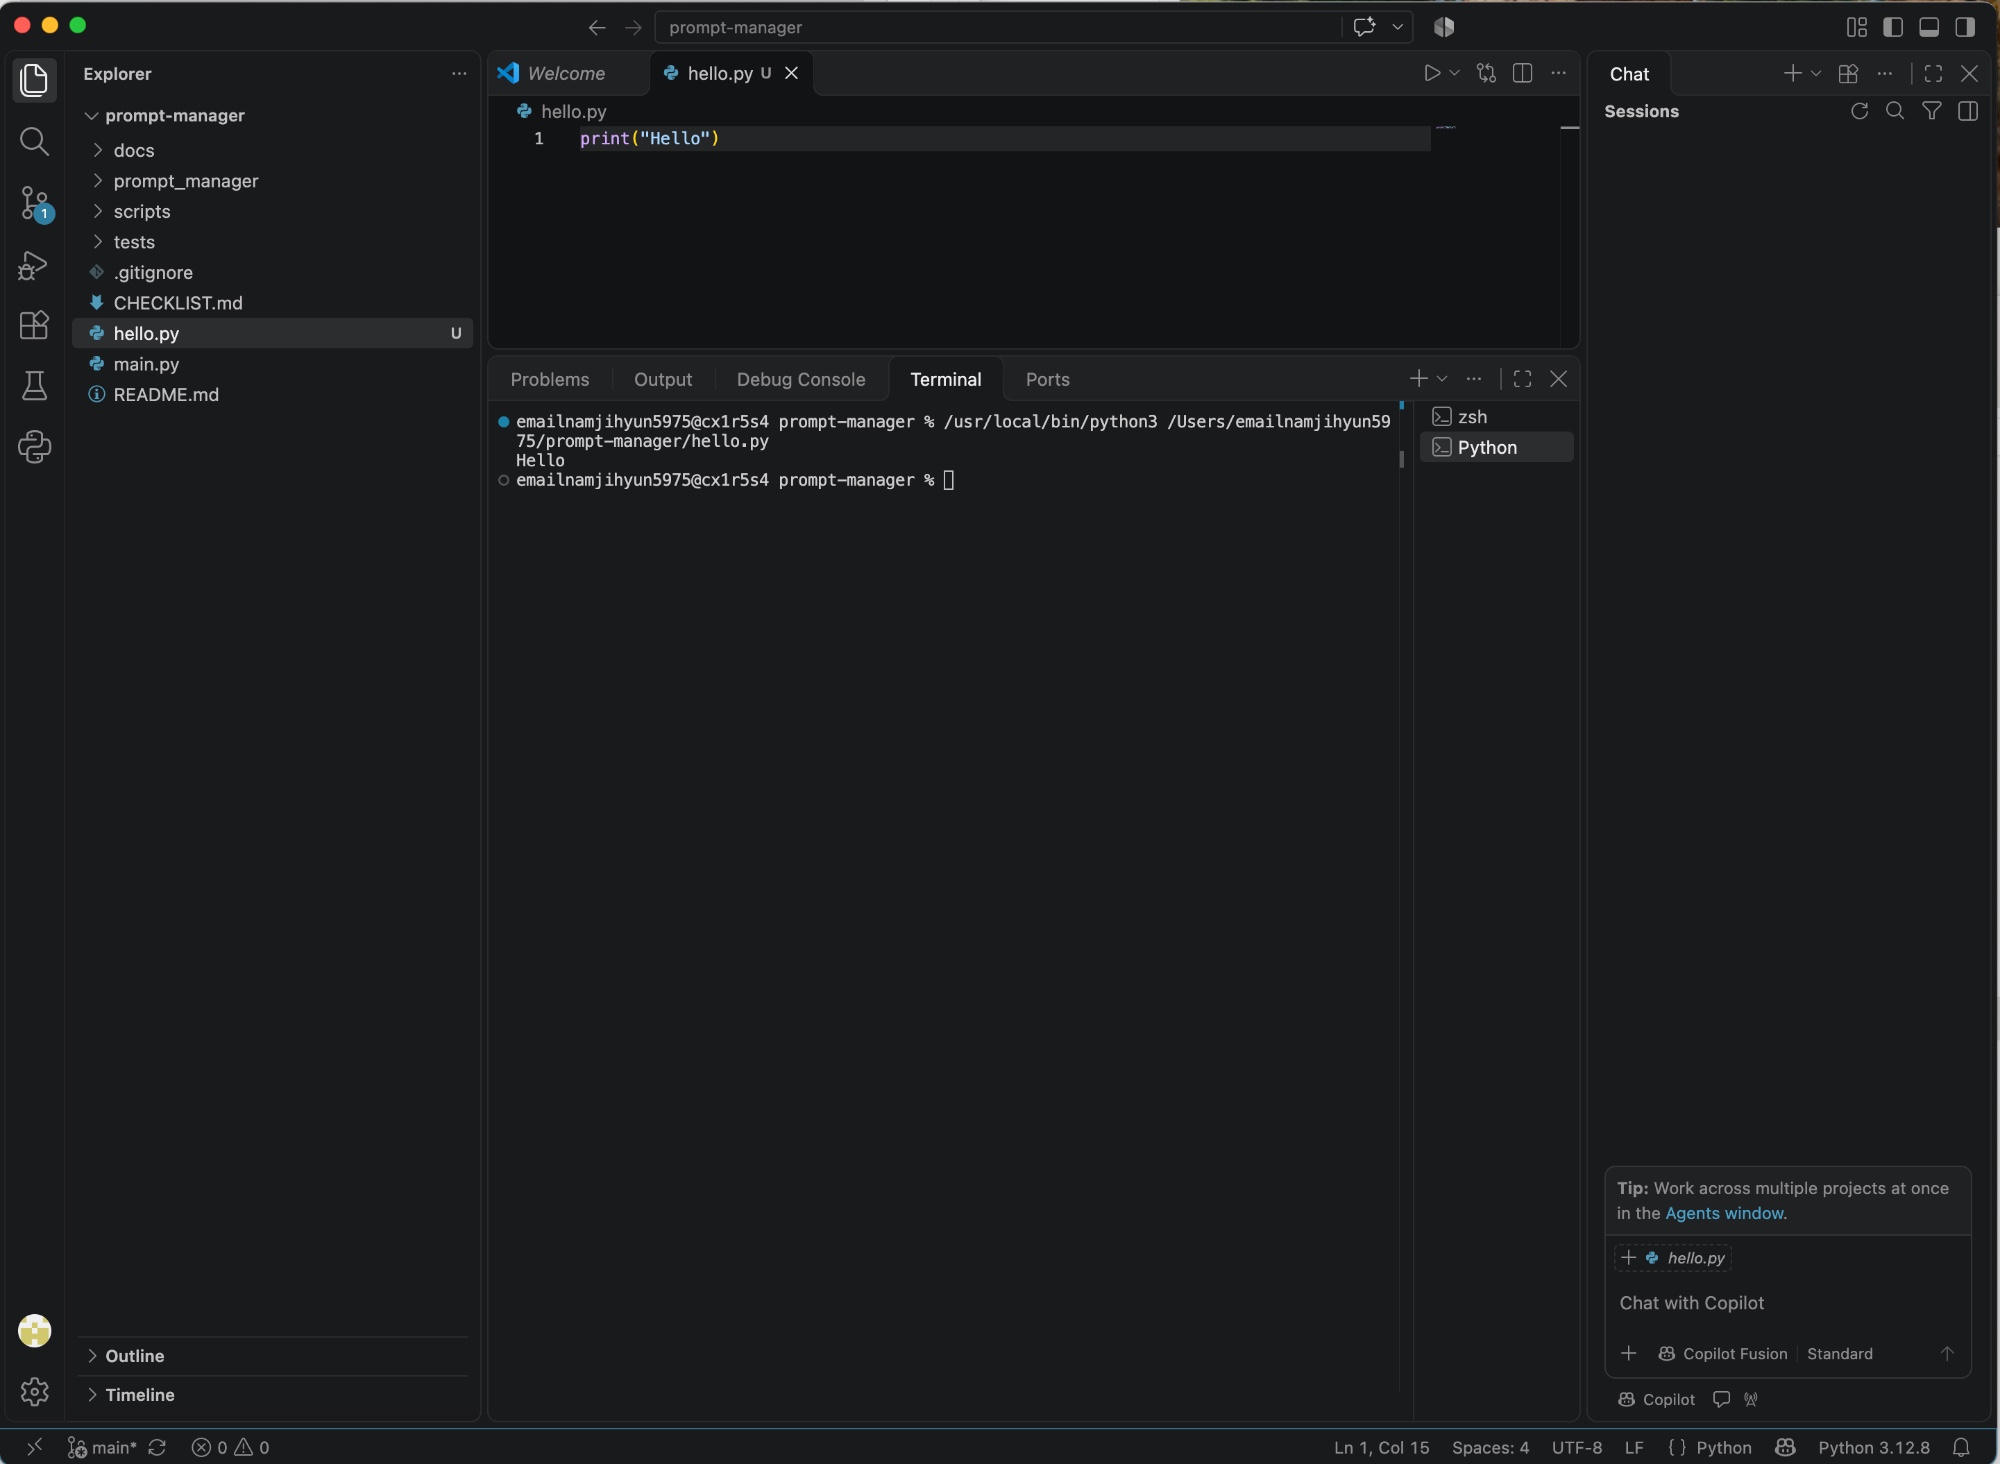 prompt-manager
Explorer
prompt-manager
docs
prompt_manager
scripts
1
tests
.gitignore
CHECKLIST.md
hello.py U
main.py
README.md
Outline
Timeline
Welcome
hello.py U
hello.py
1 print("Hello")
Problems Output Debug Console Terminal Ports
emailnamjihyun5975@cx1r5s4 prompt-manager % /usr/local/bin/python3 /Users/emailnamjihyun59
75/prompt-manager/hello.py
Hello
emailnamjihyun5975@cx1r5s4 prompt-manager %
zsh
Python
Chat
Sessions
Tip: Work across multiple projects at once
in the Agents window.
hello.py
Chat with Copilot
Copilot Fusion Standard
Copilot
main* 0 0 Ln 1, Col 15 Spaces: 4 UTF-8 LF { } Python Python 3.12.8